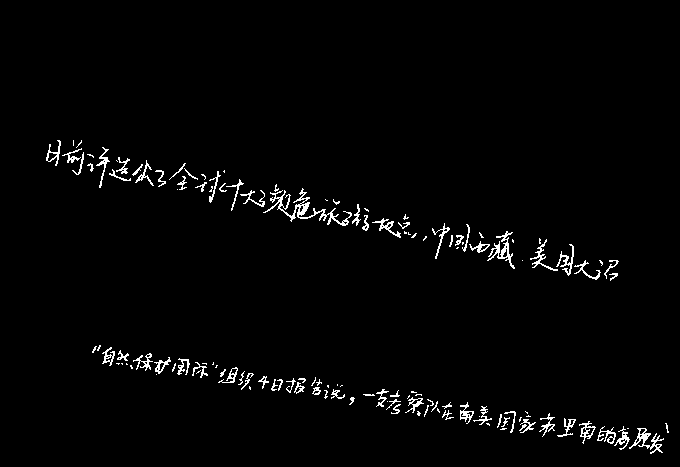 日前评选出了全球十大频危旅游地点，中国西藏、美国大沼
“自然保护国际”组织4日报告说，一支考察队在南美国家苏里南的高原发